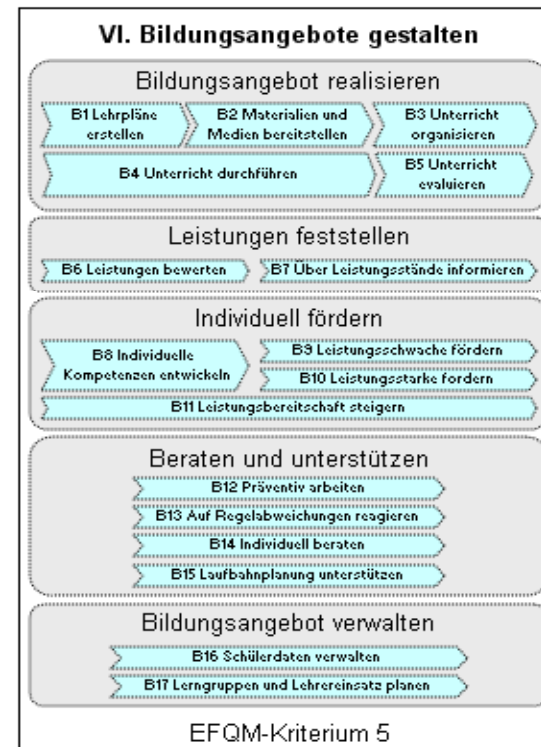 VI. Bildungsangebote gestalten
Bildungsangebot realisieren
B1 Lehrpläne
erstellen
B2 Materialien und
Medien bereitstellen
B3 Unterricht
organisieren
B4 Unterricht durchführen
B5 Unterricht
evaluieren
Leistungen feststellen
B6 Leistungen bewerten
B7 Über Leistungsstände informieren
Individuell fördern
B8 Individuelle
Kompetenzen entwickeln
B9 Leistungsschwache fördern
B10 Leistungsstarke fordern
B11 Leistungsbereitschaft steigern
Beraten und unterstützen
B12 Präventiv arbeiten
B13 Auf Regelabweichungen reagieren
B14 Individuell beraten
B15 Laufbahnplanung unterstützen
Bildungsangebot verwalten
B16 Schülerdaten verwalten
B17 Lerngruppen und Lehrereinsatz planen
EFQM-Kriterium 5